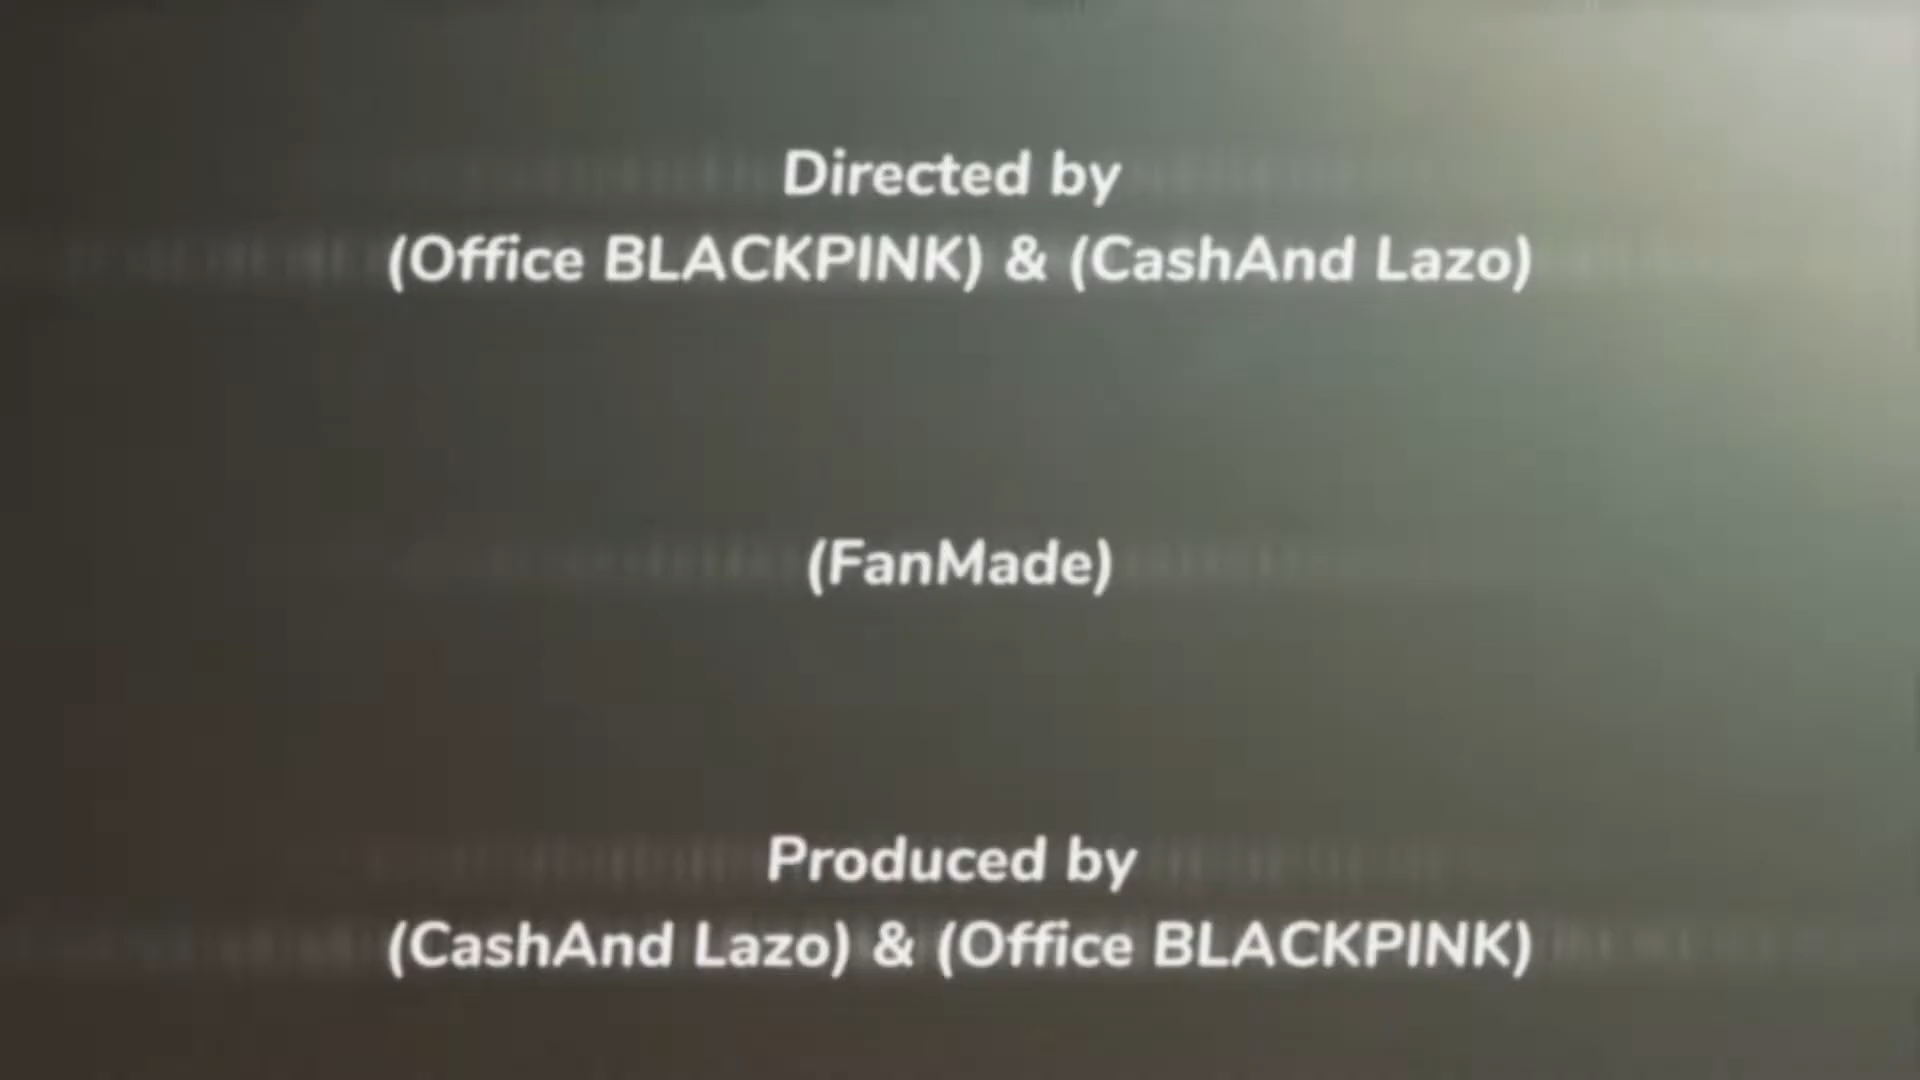 Directed by
(Office BLACKPINK) & (CashAnd Lazo)
(FanMade)
Produced by
(CashAnd Lazo) & (Office BLACKPINK)